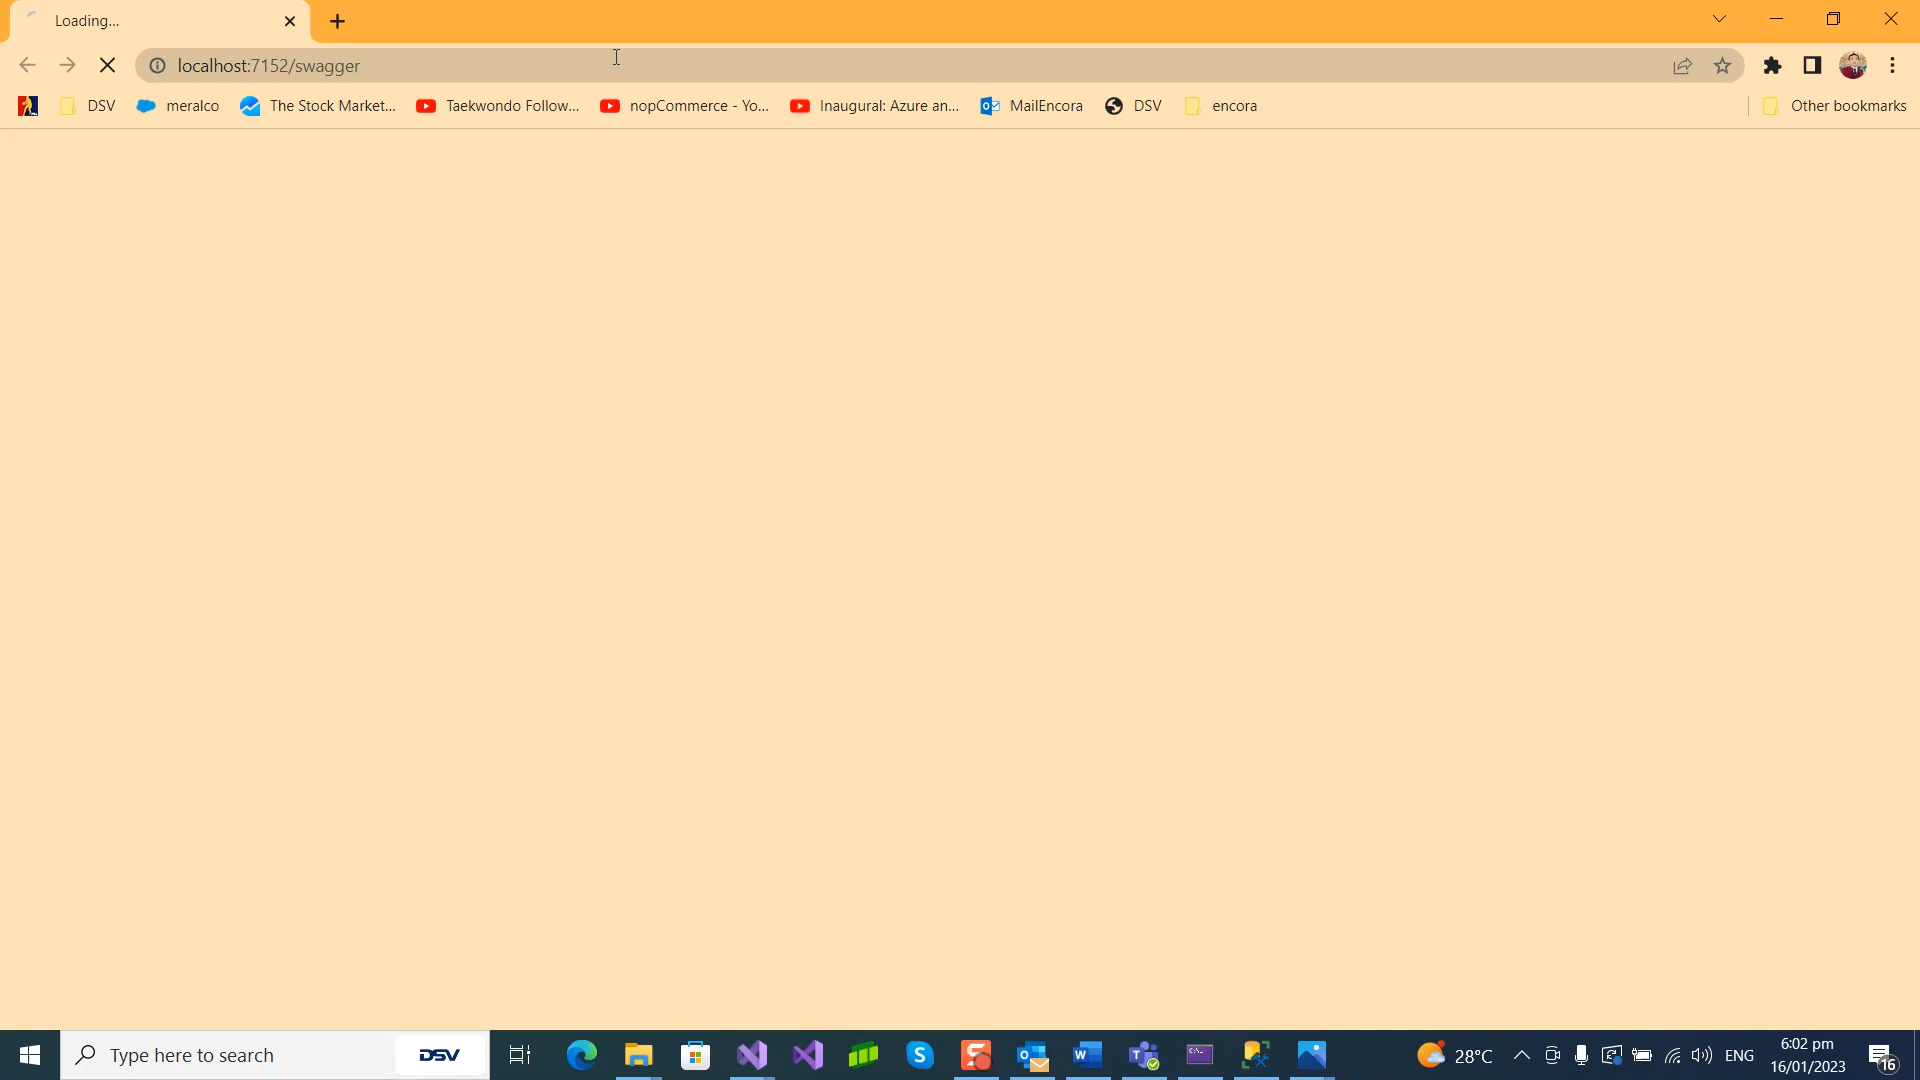 Loading...
localhost:7152/swagger
DSV meralco The Stock Market... Taekwondo Follow... nopCommerce - Yo... Inaugural: Azure an... MailEncora DSV encora Other bookmarks
Type here to search DSV 28°C ENG 6:02 pm
16/01/2023 16